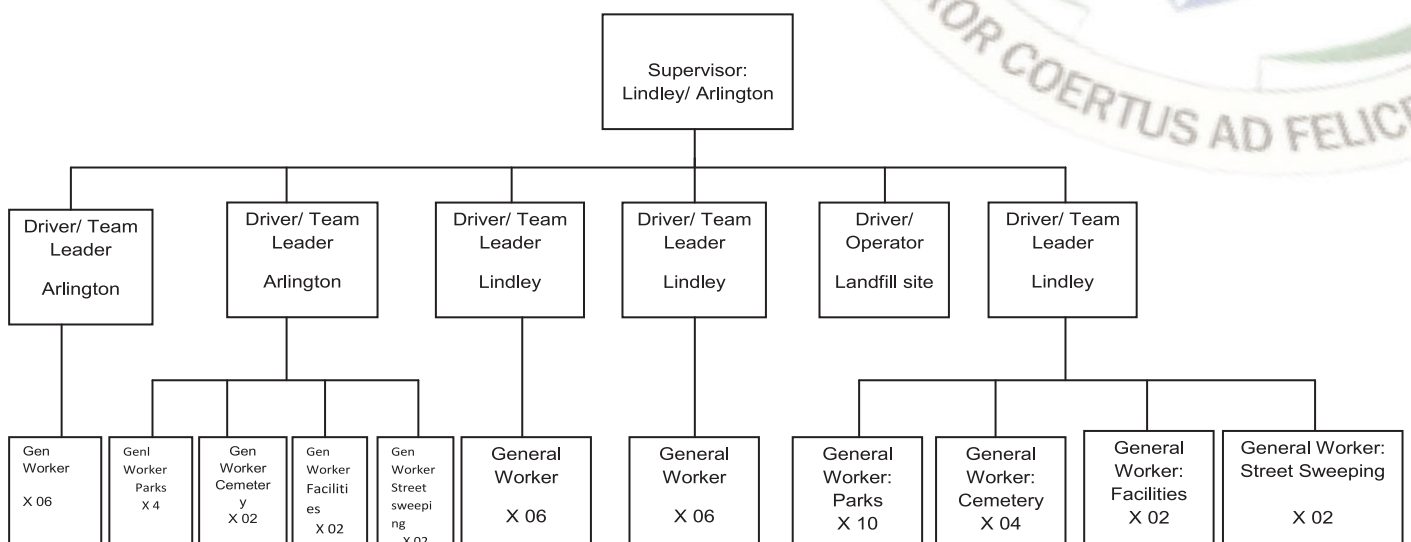 OR COERTUS AD FELICE
Supervisor:
Lindley/ Arlington
Driver/ Team
Leader
Arlington
Driver/ Team
Leader
Arlington
Driver/ Team
Leader
Lindley
Driver/ Team
Leader
Lindley
Driver/
Operator
Landfill site
Driver/ Team
Leader
Lindley
Gen
Worker
X 06
Genl
Worker
Parks
X 4
Gen
Worker
Cemeter
y
X 02
Gen
Worker
Faciliti
es
X 02
Gen
Worker
Street
sweepi
ng
X 02
General
Worker
X 06
General
Worker
X 06
General
Worker:
Parks
X 10
General
Worker:
Cemetery
X 04
General
Worker:
Facilities
X 02
General Worker:
Street Sweeping
X 02